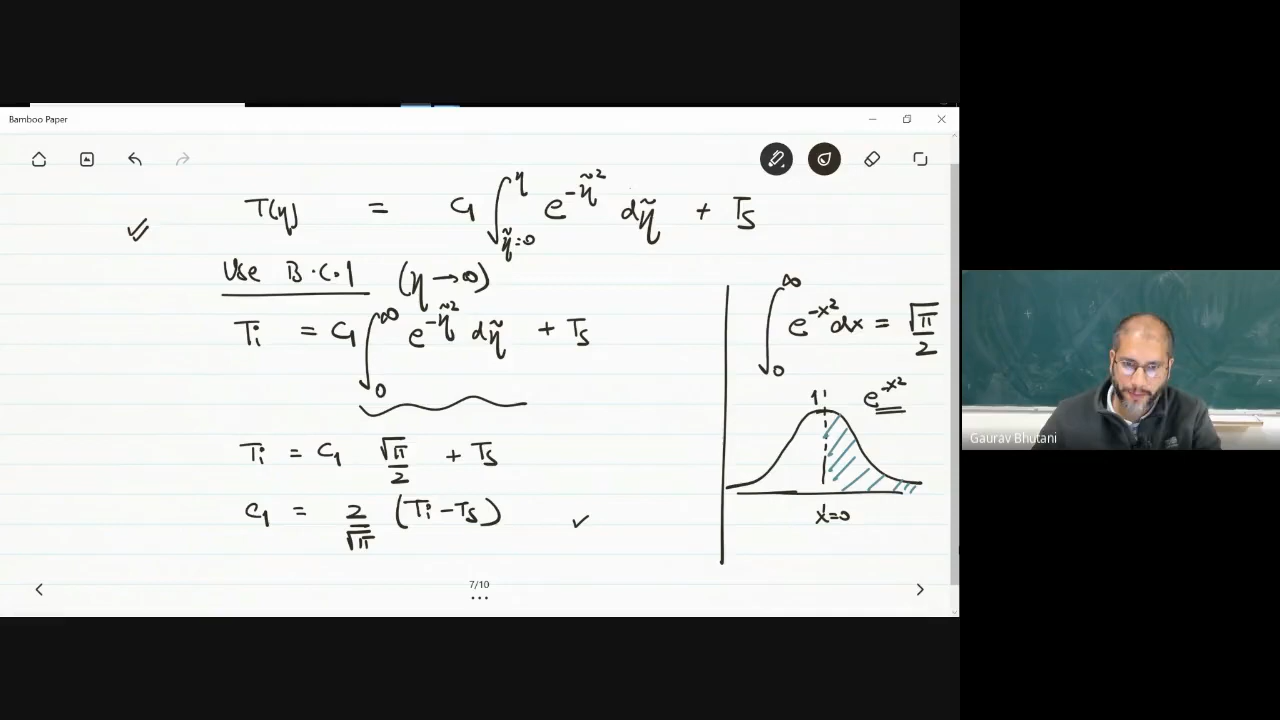 Bamboo Paper
T(η) = C₁ ∫_{η̃=0}^{η} e^{-η̃²} dη̃ + Ts
Use B.C.1 (η → ∞)
Ti = C₁ ∫₀^∞ e^{-η̃²} dη̃ + Ts
Ti = C₁ √π/2 + Ts
C₁ = 2/√π (Ti - Ts)
∫₀^∞ e^{-x²} dx = √π/2
e^{-x²}
1
x=0
7/10
Gaurav Bhutani